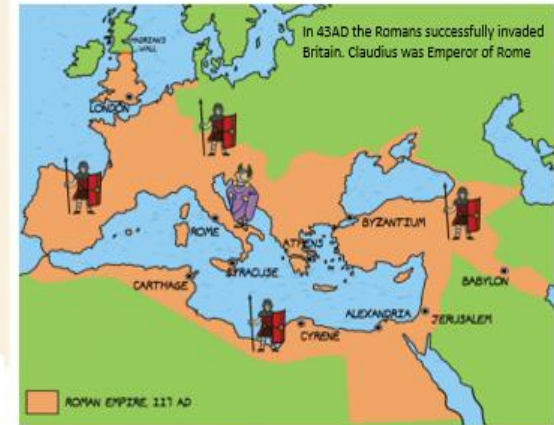 In 43AD the Romans successfully invaded
Britain. Claudius was Emperor of Rome
HADRIAN'S
WALL
LONDON
ROME
BYZANTIUM
ATHENS
SYRACUSE
CARTHAGE
BABYLON
ALEXANDRIA
JERUSALEM
CYRENE
ROMAN EMPIRE, 117 AD